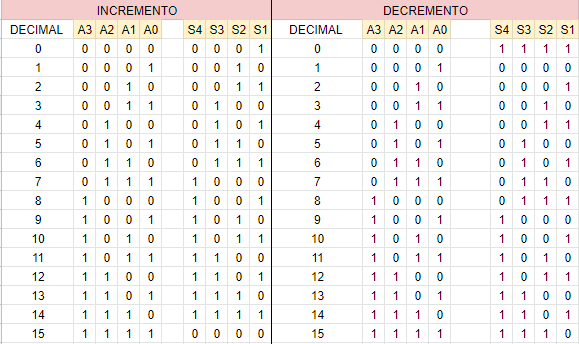 INCREMENTO DECREMENTO
DECIMAL A3 A2 A1 A0 S4 S3 S2 S1 DECIMAL A3 A2 A1 A0 S4 S3 S2 S1
0 0 0 0 0 0 0 0 1 0 0 0 0 0 1 1 1 1
1 0 0 0 1 0 0 1 0 1 0 0 0 1 0 0 0 0
2 0 0 1 0 0 0 1 1 2 0 0 1 0 0 0 0 1
3 0 0 1 1 0 1 0 0 3 0 0 1 1 0 0 1 0
4 0 1 0 0 0 1 0 1 4 0 1 0 0 0 0 1 1
5 0 1 0 1 0 1 1 0 5 0 1 0 1 0 1 0 0
6 0 1 1 0 0 1 1 1 6 0 1 1 0 0 1 0 1
7 0 1 1 1 1 0 0 0 7 0 1 1 1 0 1 1 0
8 1 0 0 0 1 0 0 1 8 1 0 0 0 0 1 1 1
9 1 0 0 1 1 0 1 0 9 1 0 0 1 1 0 0 0
10 1 0 1 0 1 0 1 1 10 1 0 1 0 1 0 0 1
11 1 0 1 1 1 1 0 0 11 1 0 1 1 1 0 1 0
12 1 1 0 0 1 1 0 1 12 1 1 0 0 1 0 1 1
13 1 1 0 1 1 1 1 0 13 1 1 0 1 1 1 0 0
14 1 1 1 0 1 1 1 1 14 1 1 1 0 1 1 0 1
15 1 1 1 1 0 0 0 0 15 1 1 1 1 1 1 1 0